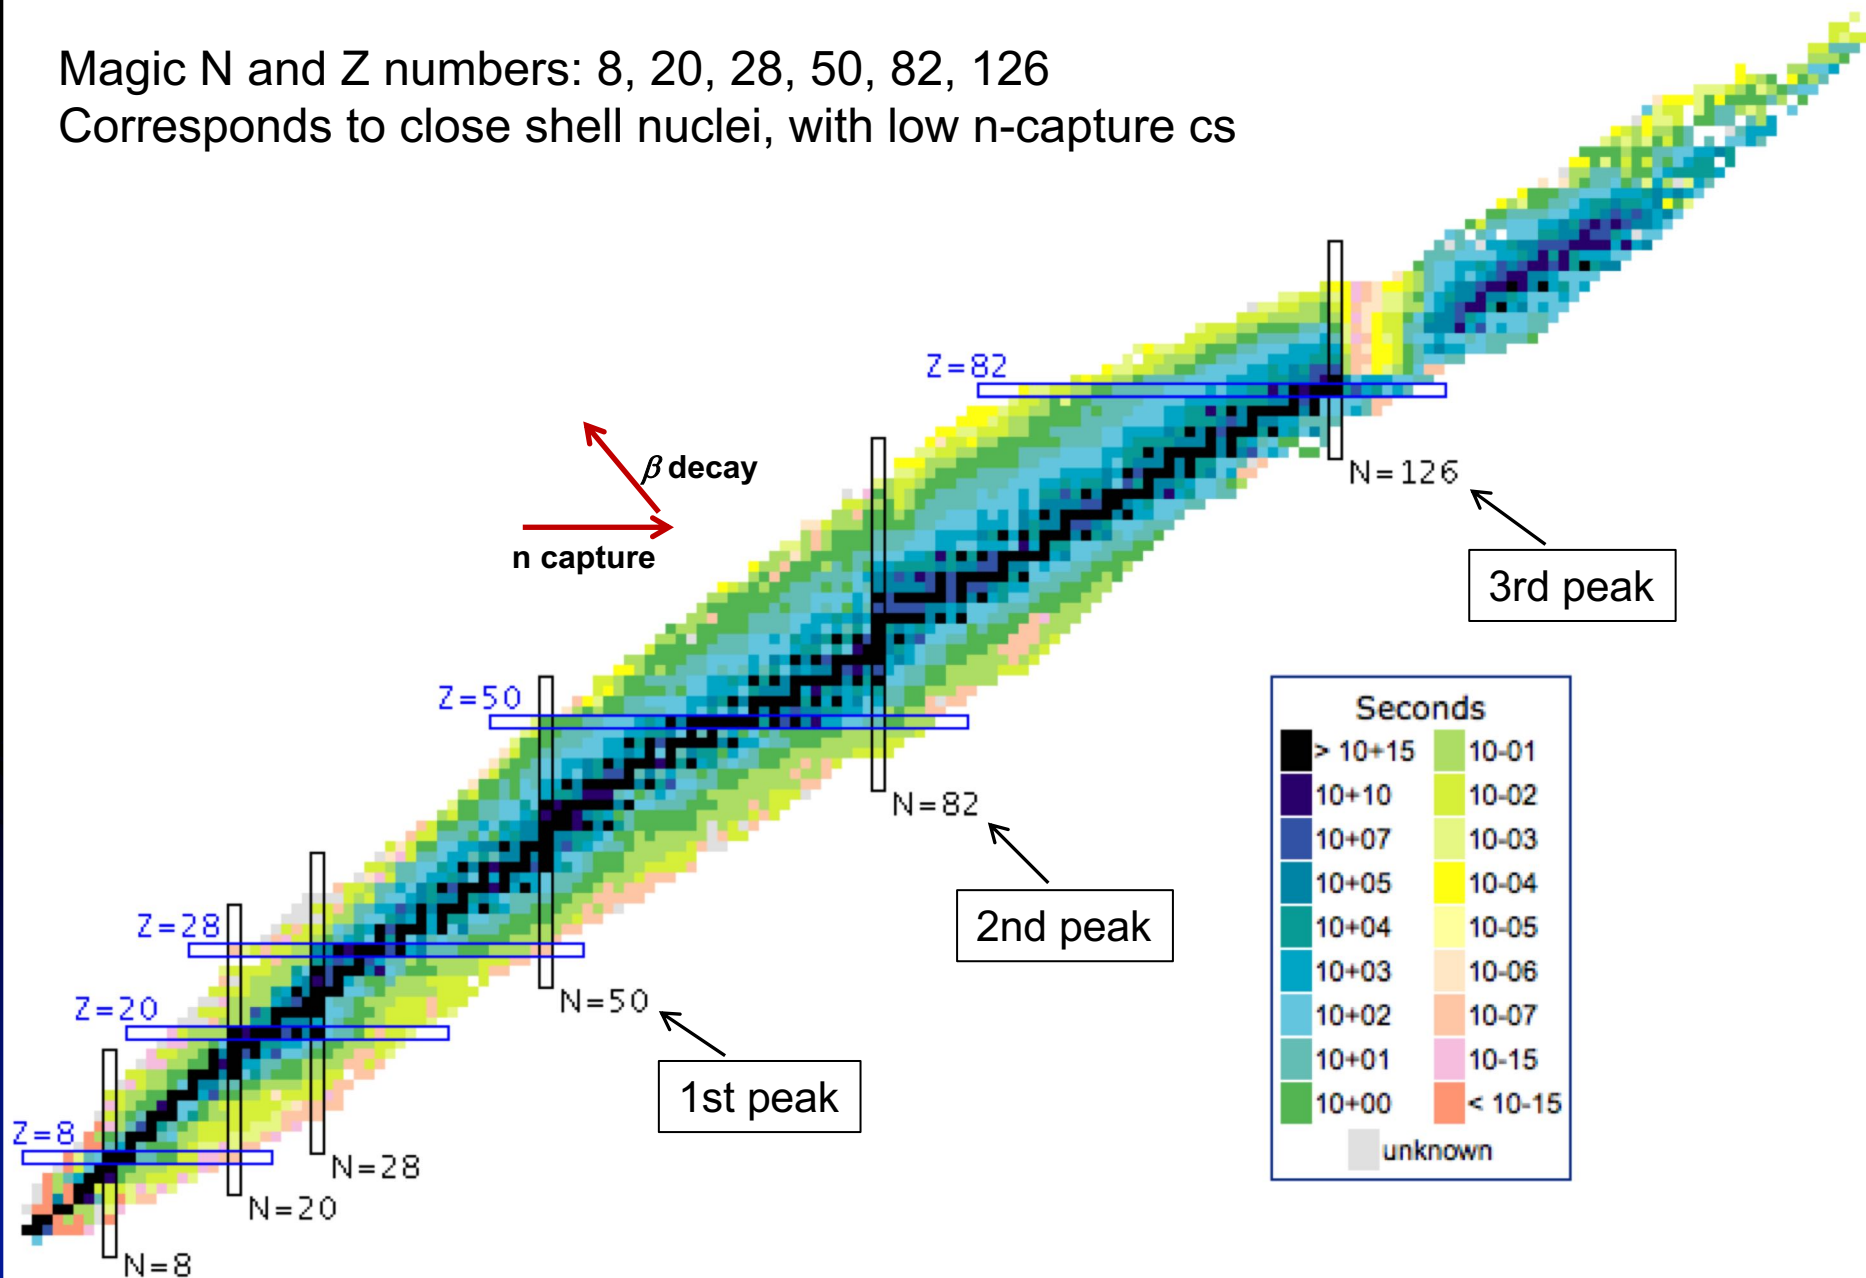 Magic N and Z numbers: 8, 20, 28, 50, 82, 126
Corresponds to close shell nuclei, with low n-capture cs
Z=82
β decay
n capture
N=126
3rd peak
Z=50
N=82
2nd peak
Z=28
N=50
1st peak
Z=20
N=28
Z=8
N=20
N=8
Seconds
> 10+15 10-01
10+10 10-02
10+07 10-03
10+05 10-04
10+04 10-05
10+03 10-06
10+02 10-07
10+01 10-15
10+00 < 10-15
unknown